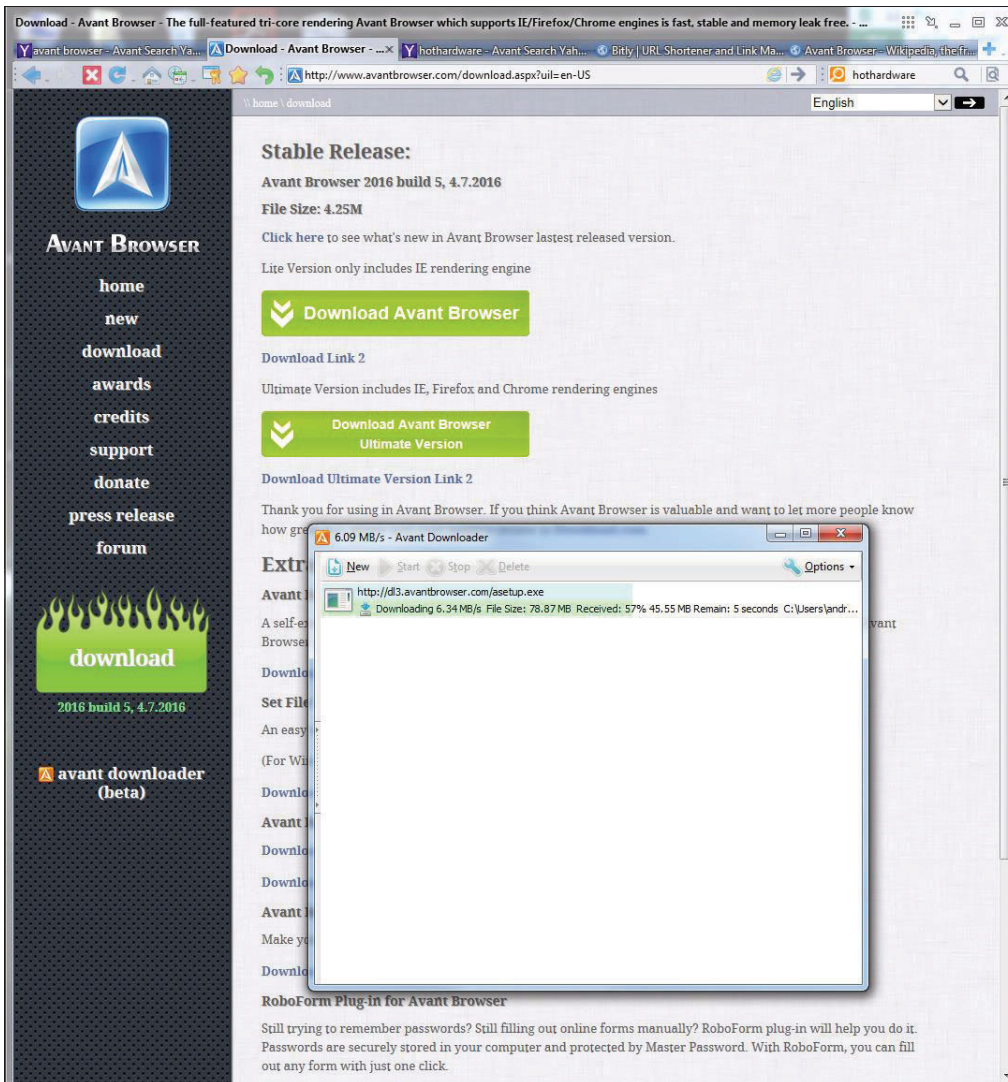 Download - Avant Browser - The full-featured tri-core rendering Avant Browser which supports IE/Firefox/Chrome engines is fast, stable and memory leak free. - ...
avant browser - Avant Search Ya...
Download - Avant Browser - ...
hothardware - Avant Search Yah...
Bitly | URL Shortener and Link Ma...
Avant Browser - Wikipedia, the fr...
http://www.avantbrowser.com/download.aspx?uil=en-US
hothardware
\\ home \ download
English
AVANT BROWSER
home
new
download
awards
credits
support
donate
press release
forum
download
2016 build 5, 4.7.2016
avant downloader
(beta)
Stable Release:
Avant Browser 2016 build 5, 4.7.2016
File Size: 4.25M
Click here to see what's new in Avant Browser lastest released version.
Lite Version only includes IE rendering engine
Download Avant Browser
Download Link 2
Ultimate Version includes IE, Firefox and Chrome rendering engines
Download Avant Browser
Ultimate Version
Download Ultimate Version Link 2
Thank you for using in Avant Browser. If you think Avant Browser is valuable and want to let more people know
how gre
6.09 MB/s - Avant Downloader
New Start Stop Delete Options
http://dl3.avantbrowser.com/asetup.exe
Downloading 6.34 MB/s File Size: 78.87 MB Received: 57% 45.55 MB Remain: 5 seconds C:\Users\andr...
Extr
Avant
A self-e vant
Browser
Downlo
Set File
An easy
(For Wi
Downlo
Avant
Downlo
Downlo
Avant
Make yo
Downlo
RoboForm Plug-in for Avant Browser
Still trying to remember passwords? Still filling out online forms manually? RoboForm plug-in will help you do it.
Passwords are securely stored in your computer and protected by Master Password. With RoboForm, you can fill
out any form with just one click.